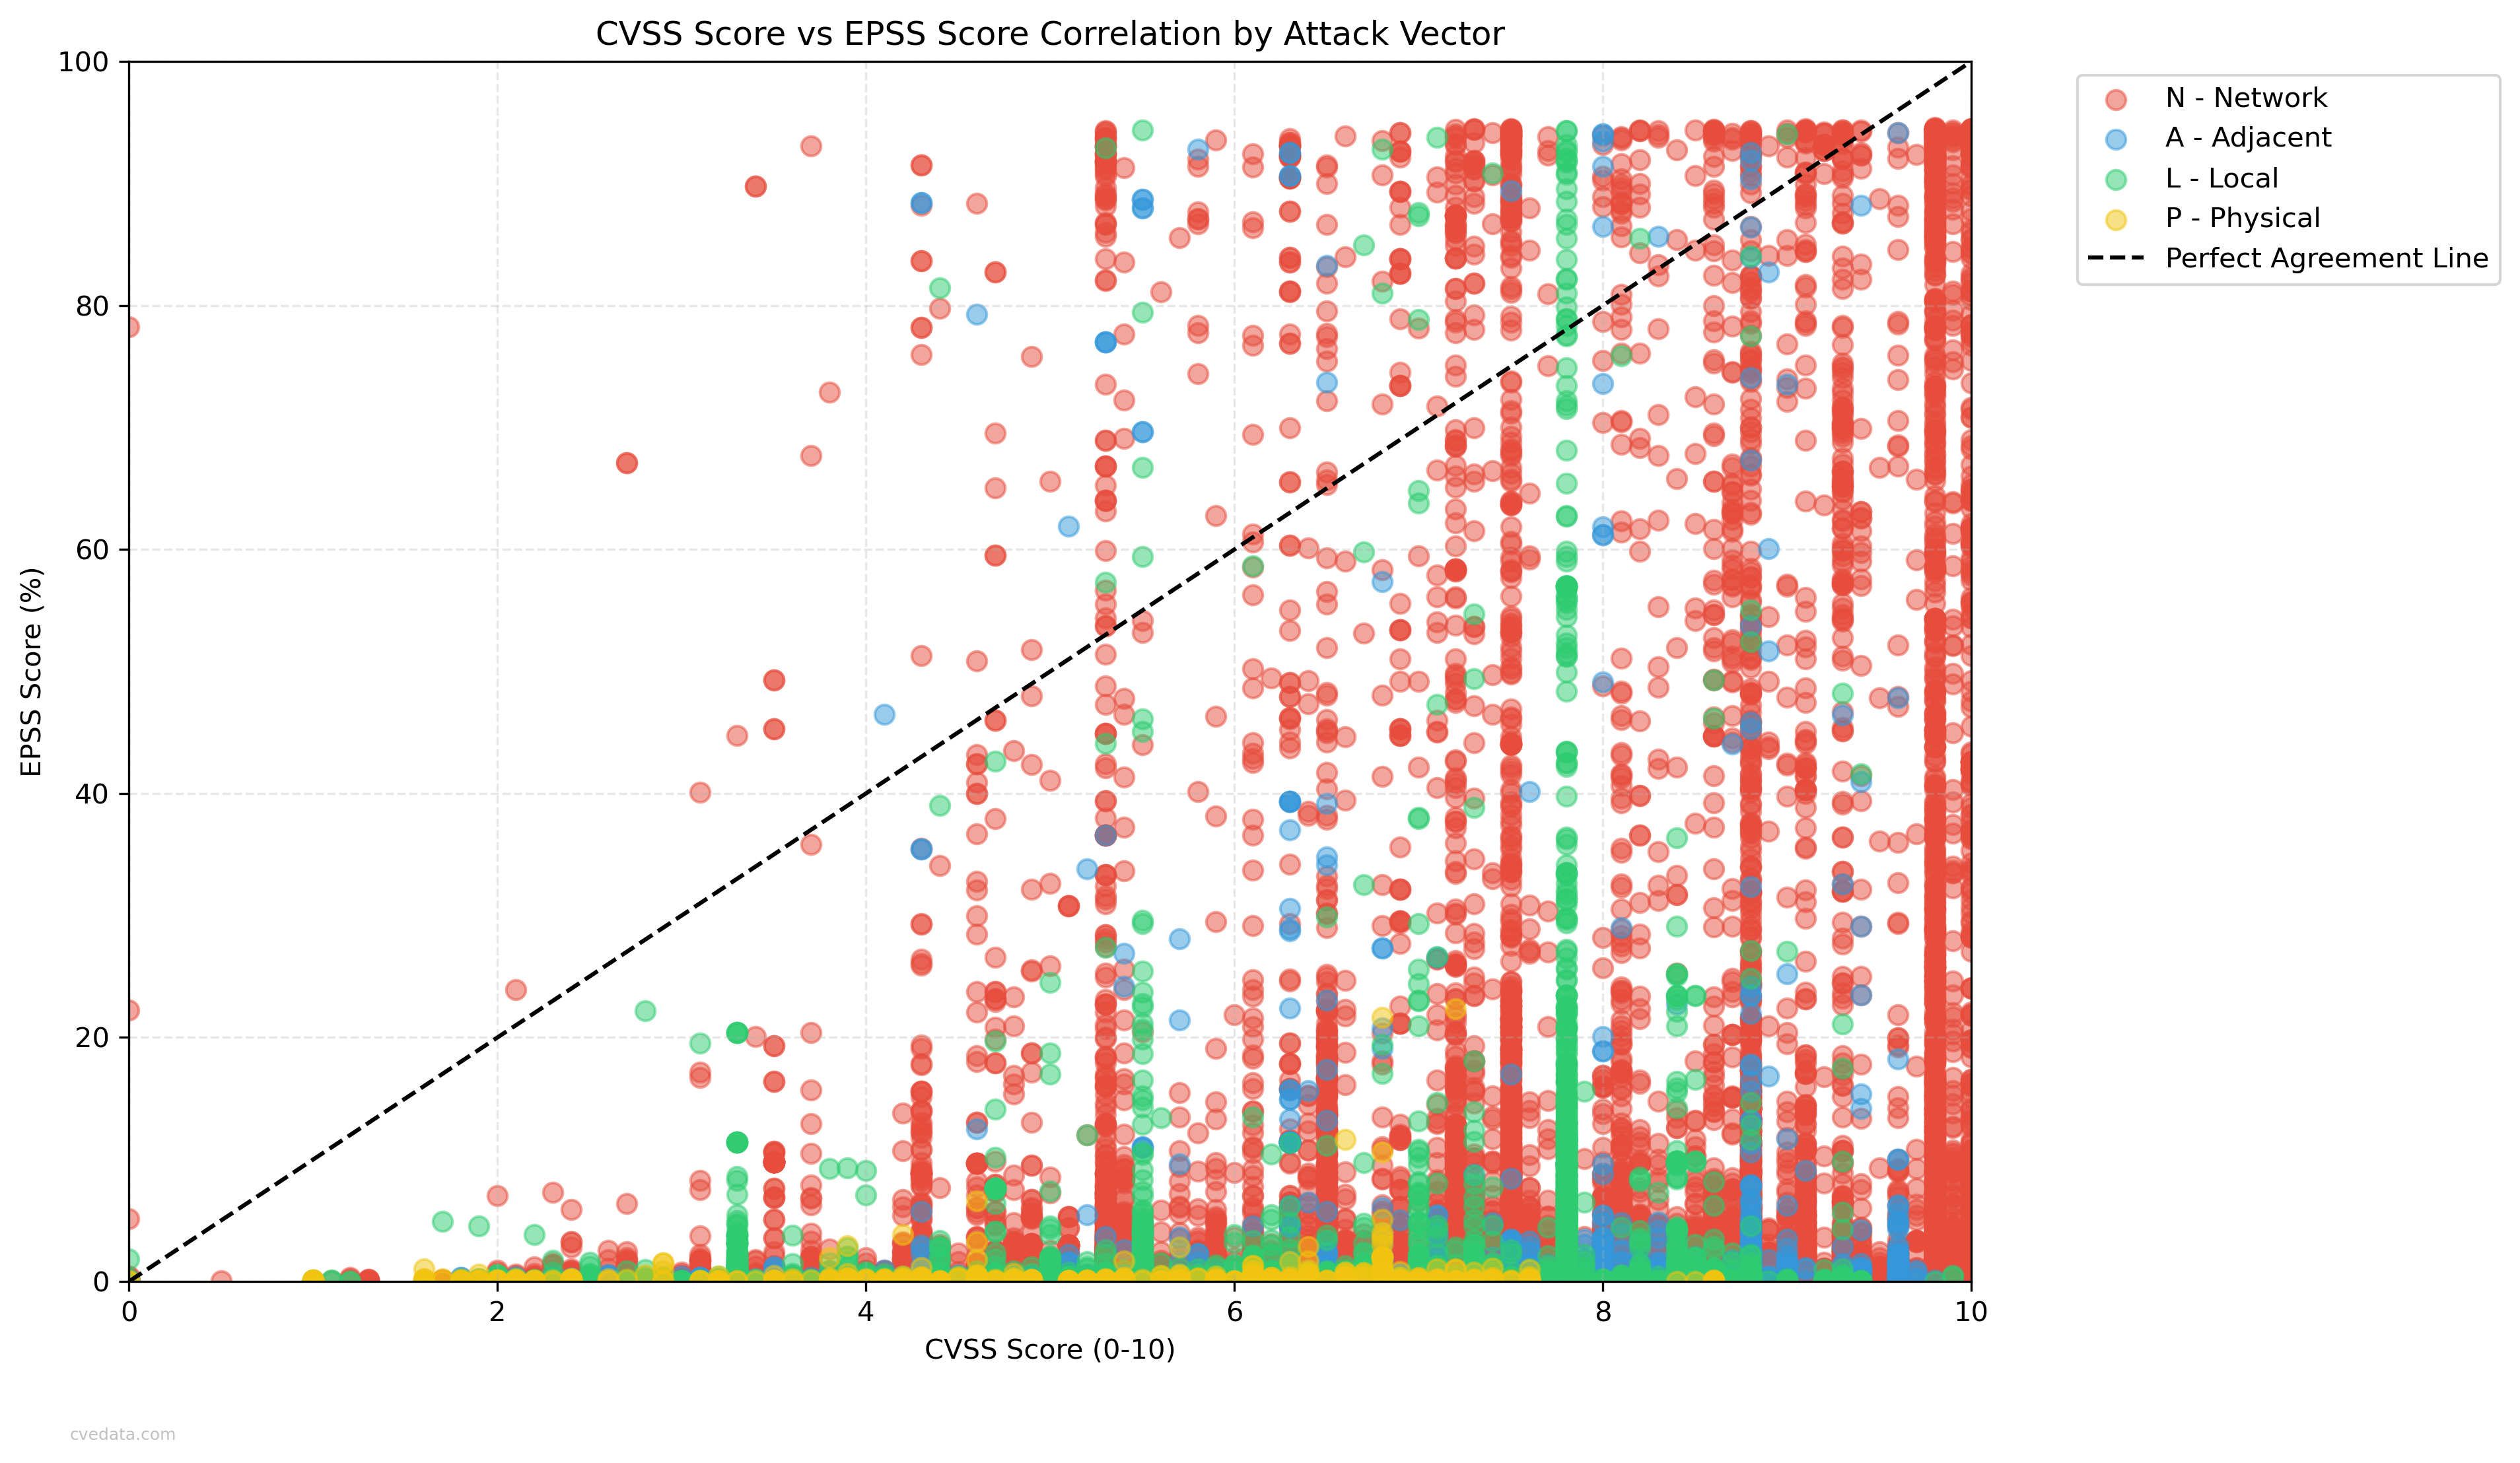 CVSS Score vs EPSS Score Correlation by Attack Vector
100
80
60
40
20
0
EPSS Score (%)
0 2 4 6 8 10
CVSS Score (0-10)
N - Network
A - Adjacent
L - Local
P - Physical
Perfect Agreement Line
cvedata.com